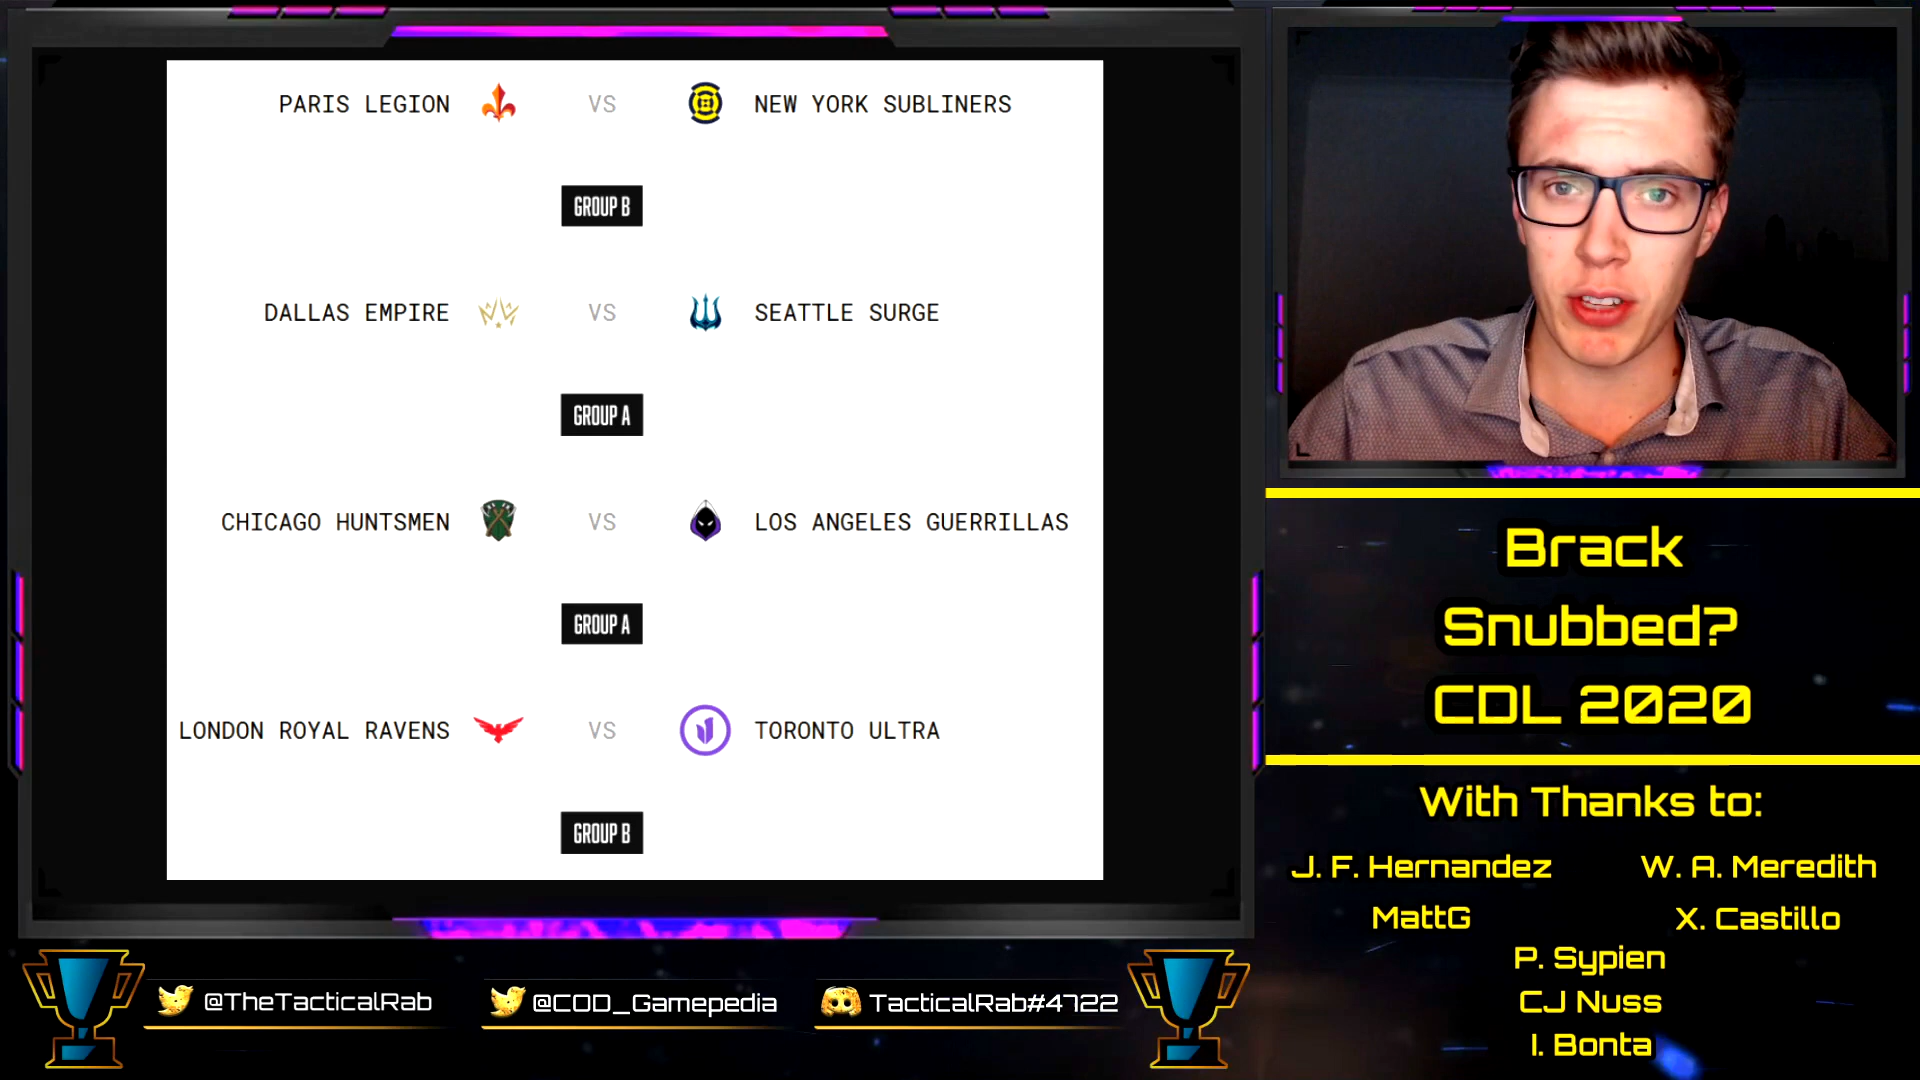 PARIS LEGION VS NEW YORK SUBLINERS
GROUP B
DALLAS EMPIRE VS SEATTLE SURGE
GROUP A
CHICAGO HUNTSMEN VS LOS ANGELES GUERRILLAS
GROUP A
LONDON ROYAL RAVENS VS TORONTO ULTRA
GROUP B
Brack
Snubbed?
CDL 2020
With Thanks to:
J. F. Hernandez W. A. Meredith
MattG X. Castillo
P. Sypien
CJ Nuss
I. Bonta
@TheTacticalRab @COD_Gamepedia TacticalRab#4722